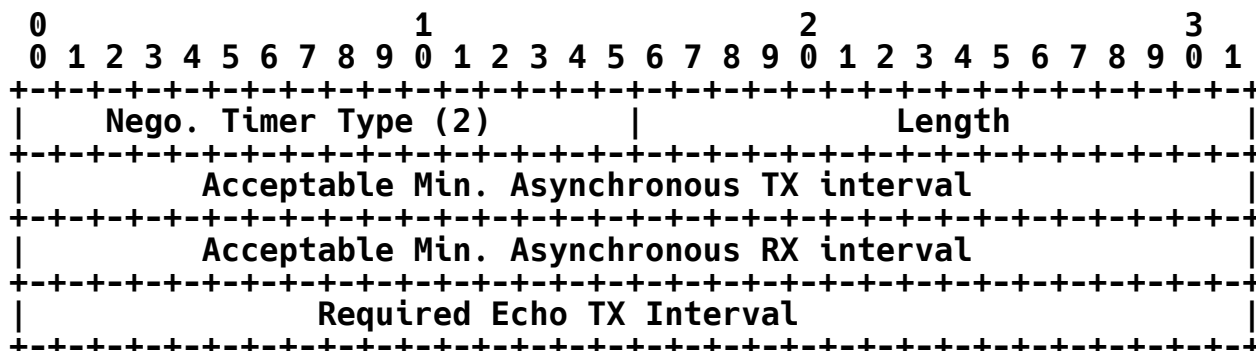 0                   1                   2                   3
 0 1 2 3 4 5 6 7 8 9 0 1 2 3 4 5 6 7 8 9 0 1 2 3 4 5 6 7 8 9 0 1
+-+-+-+-+-+-+-+-+-+-+-+-+-+-+-+-+-+-+-+-+-+-+-+-+-+-+-+-+-+-+-+-+
|    Nego. Timer Type (2)       |             Length            |
+-+-+-+-+-+-+-+-+-+-+-+-+-+-+-+-+-+-+-+-+-+-+-+-+-+-+-+-+-+-+-+-+
|         Acceptable Min. Asynchronous TX interval              |
+-+-+-+-+-+-+-+-+-+-+-+-+-+-+-+-+-+-+-+-+-+-+-+-+-+-+-+-+-+-+-+-+
|         Acceptable Min. Asynchronous RX interval              |
+-+-+-+-+-+-+-+-+-+-+-+-+-+-+-+-+-+-+-+-+-+-+-+-+-+-+-+-+-+-+-+-+
|               Required Echo TX Interval                       |
+-+-+-+-+-+-+-+-+-+-+-+-+-+-+-+-+-+-+-+-+-+-+-+-+-+-+-+-+-+-+-+-+